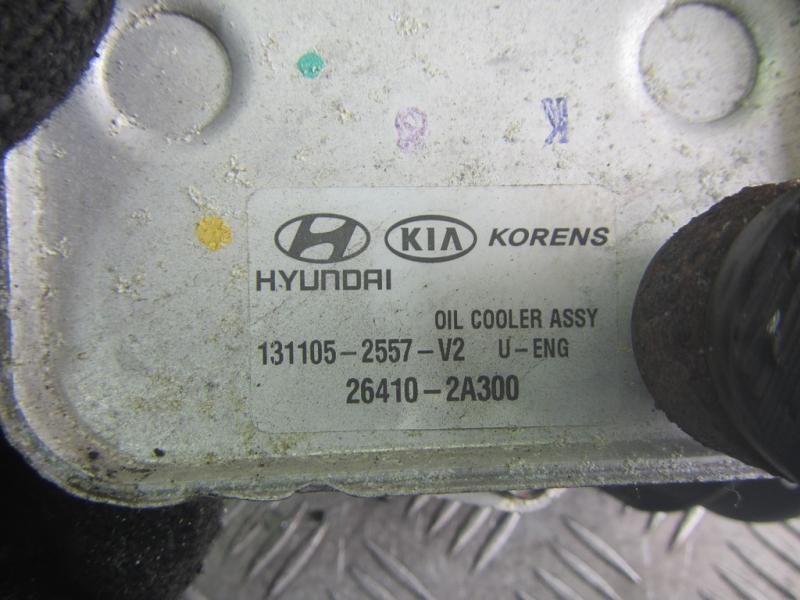 K
HYUNDAI KIA KORENS
OIL COOLER ASSY
131105-2557-V2 U-ENG
26410-2A300